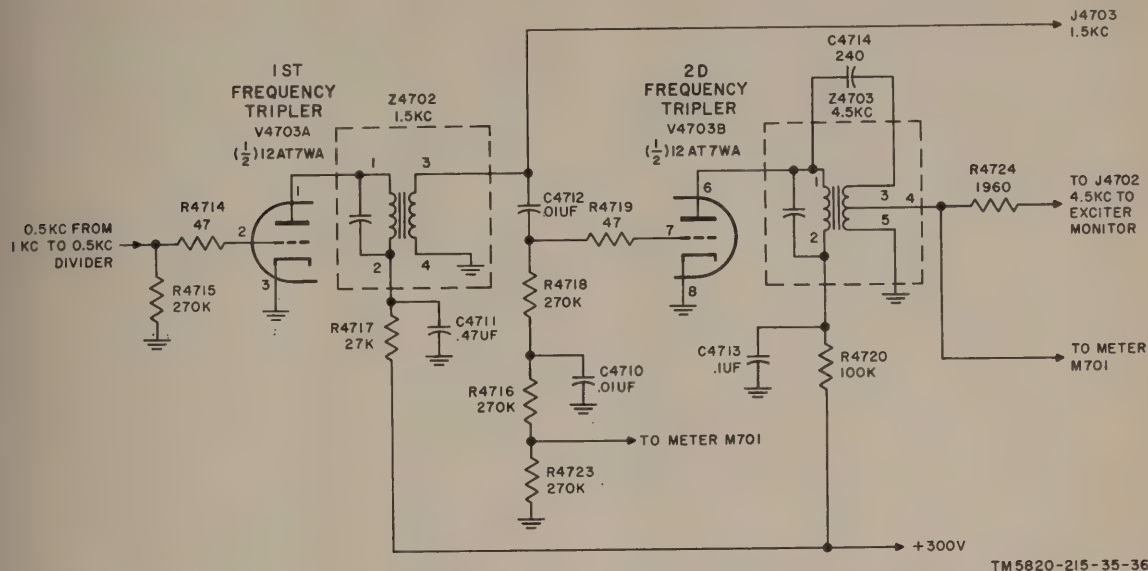 J4703
1.5KC
C4714
240
1ST
FREQUENCY
TRIPLER
V4703A
(1/2)12AT7WA
Z4702
1.5KC
2D
FREQUENCY
TRIPLER
V4703B
(1/2)12AT7WA
Z4703
4.5KC
1
3
1
6
1
3
4
5
R4724
1960
TO J4702
4.5KC TO
EXCITER
MONITOR
0.5KC FROM
1KC TO 0.5KC
DIVIDER
R4714
47
2
3
C4712
.01UF
R4719
47
7
8
2
4
2
R4715
270K
R4717
27K
C4711
.47UF
R4718
270K
C4713
.1UF
R4720
100K
TO METER
M701
R4716
270K
C4710
.01UF
TO METER M701
R4723
270K
+300V
TM5820-215-35-36